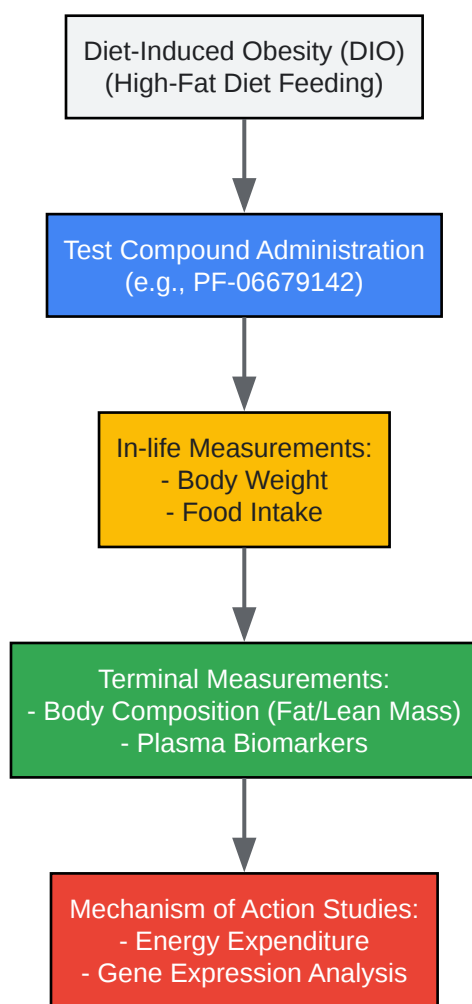 Diet-Induced Obesity (DIO)
(High-Fat Diet Feeding)
Test Compound Administration
(e.g., PF-06679142)
In-life Measurements:
- Body Weight
- Food Intake
Terminal Measurements:
- Body Composition (Fat/Lean Mass)
- Plasma Biomarkers
Mechanism of Action Studies:
- Energy Expenditure
- Gene Expression Analysis